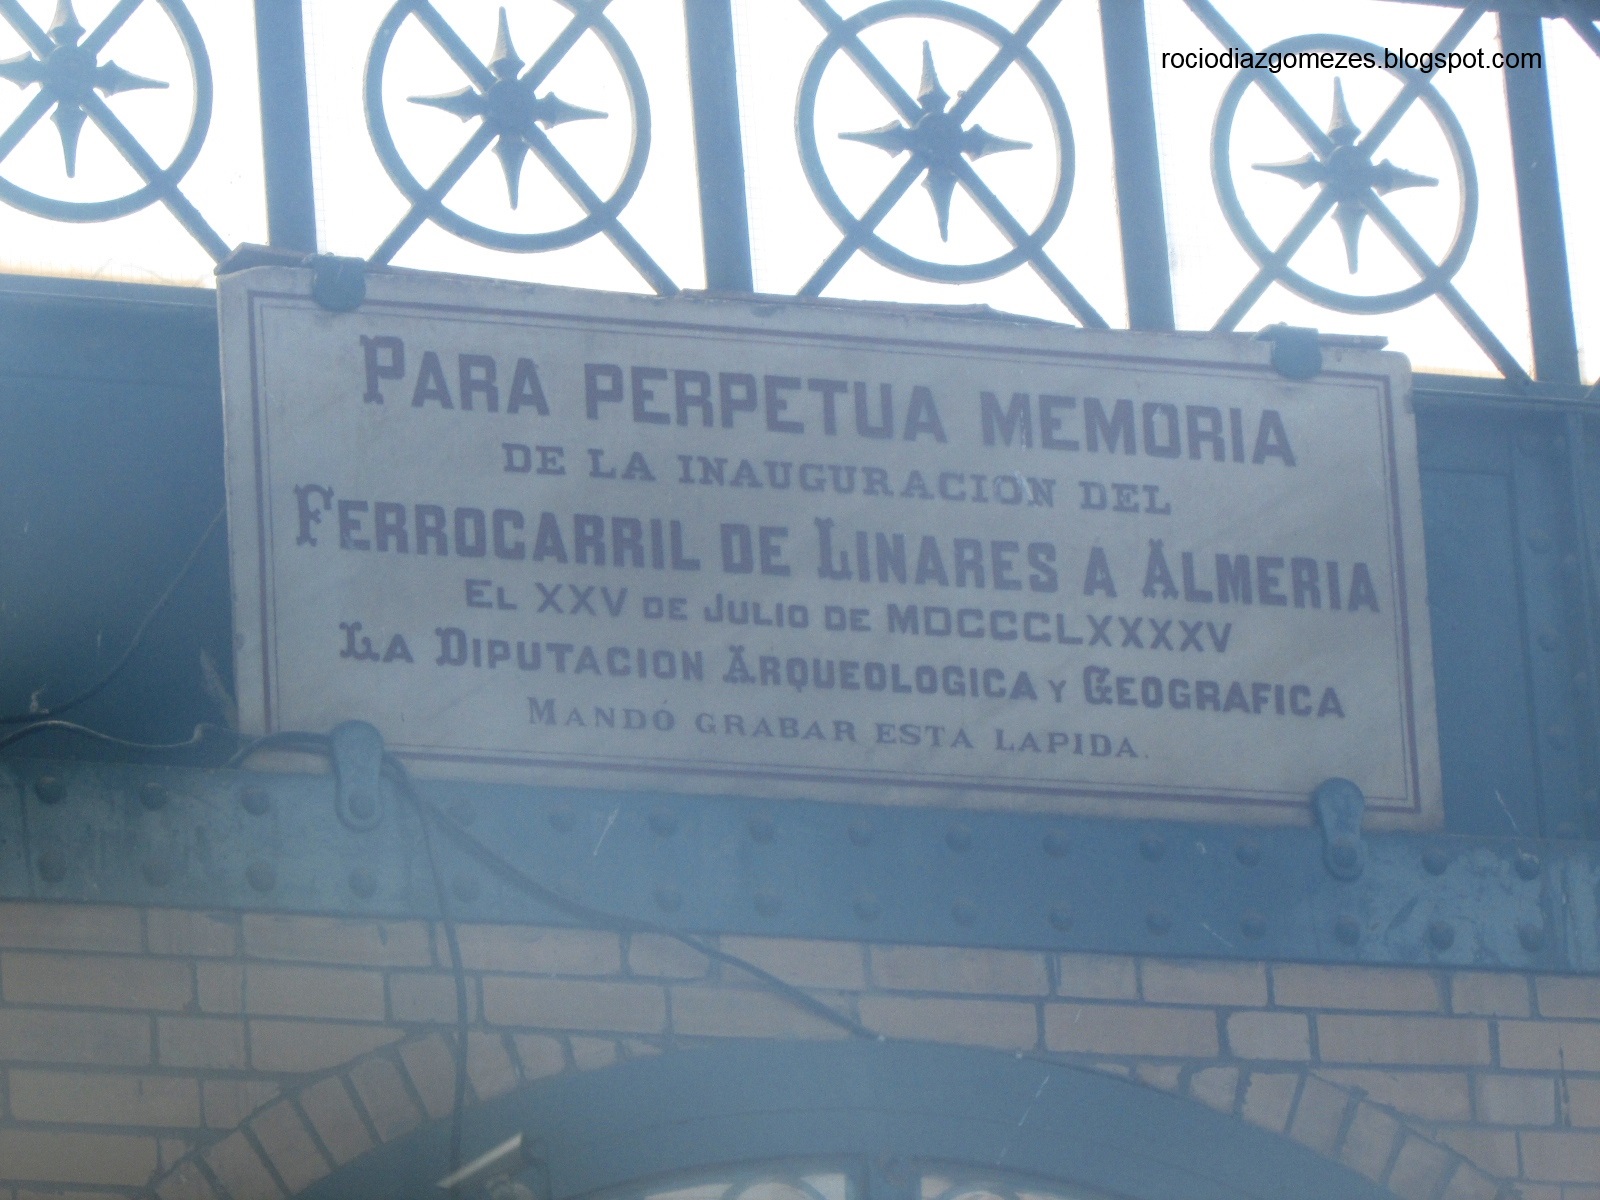 rociodiazgomezes.blogspot.com
PARA PERPETUA MEMORIA
DE LA INAUGURACION DEL
FERROCARRIL DE LINARES A ALMERIA
EL XXV DE JULIO DE MDCCCLXXXXV
LA DIPUTACION ARQUEOLOGICA Y GEOGRAFICA
MANDÓ GRABAR ESTA LAPIDA.